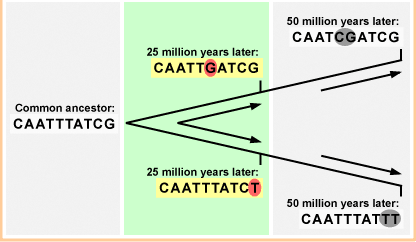 50 million years later:
CAATCGATCG
25 million years later:
CAATTGATCG
Common ancestor:
CAATTTATCG
25 million years later:
CAATTTATCT
50 million years later:
CAATTTATTT